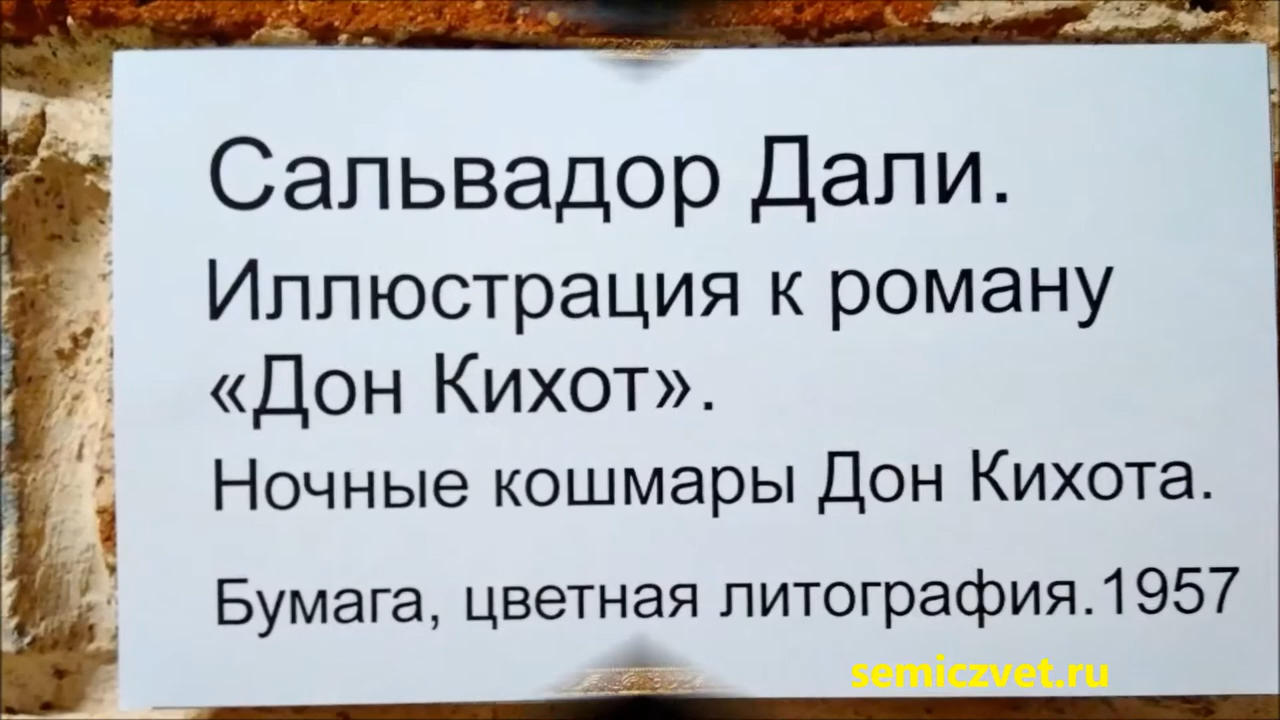 Сальвадор Дали.
Иллюстрация к роману
«Дон Кихот».
Ночные кошмары Дон Кихота.
Бумага, цветная литография.1957
semiczvet.ru